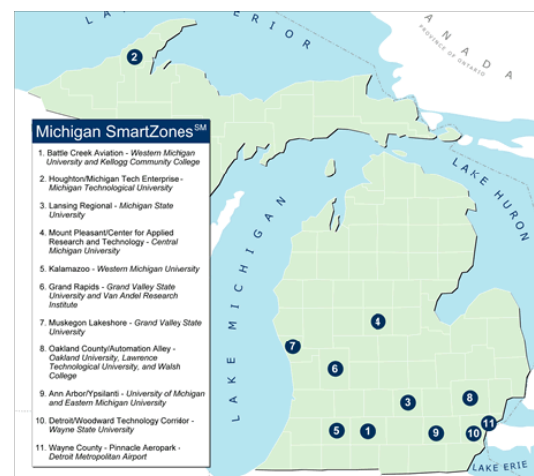 LAKE SUPERIOR
CANADA
PROVINCE OF ONTARIO
2
Michigan SmartZones℠
1. Battle Creek Aviation - Western Michigan
University and Kellogg Community College
2. Houghton/Michigan Tech Enterprise -
Michigan Technological University
3. Lansing Regional - Michigan State
University
4. Mount Pleasant/Center for Applied
Research and Technology - Central
Michigan University
5. Kalamazoo - Western Michigan University
6. Grand Rapids - Grand Valley State
University and Van Andel Research
Institute
7. Muskegon Lakeshore - Grand Valley State
University
8. Oakland County/Automation Alley -
Oakland University, Lawrence
Technological University, and Walsh
College
9. Ann Arbor/Ypsilanti - University of Michigan
and Eastern Michigan University
10. Detroit/Woodward Technology Corridor -
Wayne State University
11. Wayne County - Pinnacle Aeropark -
Detroit Metropolitan Airport
LAKE HURON
LAKE MICHIGAN
4
7
6
3
8
11
5
1
9
10
LAKE ERIE